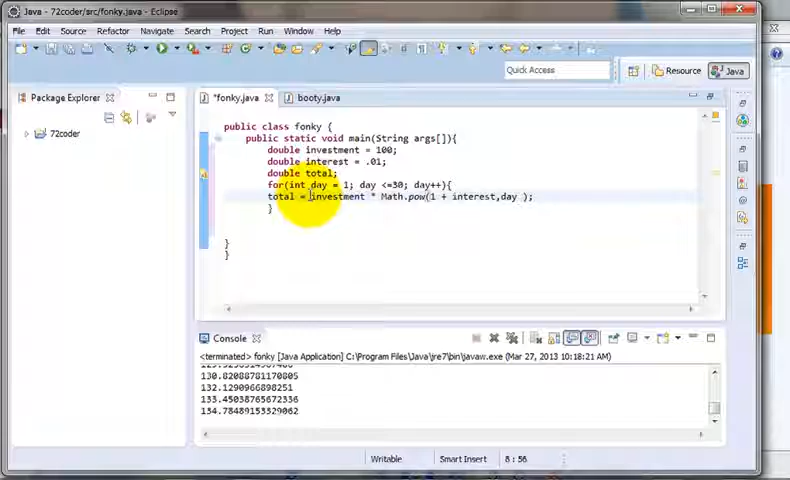 Java - 72coder/src/fonky.java - Eclipse
File Edit Source Refactor Navigate Search Project Run Window Help
Quick Access Resource Java
Package Explorer *fonky.java booty.java
72coder
public class fonky {
public static void main(String args[]){
double investment = 100;
double interest = .01;
double total;
for(int day = 1; day <=30; day++){
total = investment * Math.pow(1 + interest,day );
}
}
}
Console
<terminated> fonky [Java Application] C:\Program Files\Java\jre7\bin\javaw.exe (Mar 27, 2013 10:18:21 AM)
130.82088781170805
132.1290966898251
133.45038765672336
134.78489153329062
Writable Smart Insert 8 : 56